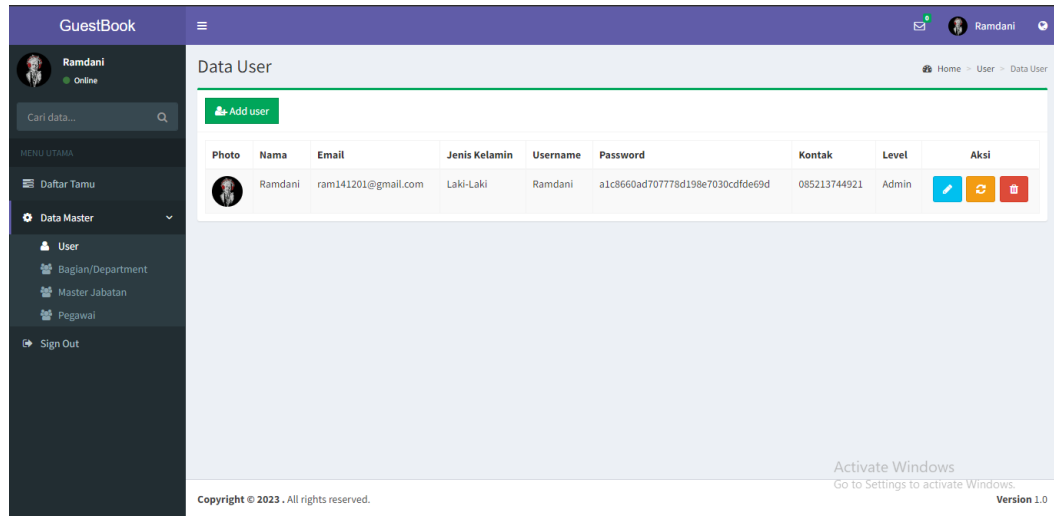 GuestBook
0
Ramdani
Ramdani
Online
Data User
Home > User > Data User
Cari data...
Add user
MENU UTAMA
Photo Nama Email Jenis Kelamin Username Password Kontak Level Aksi
Daftar Tamu
Ramdani ram141201@gmail.com Laki-Laki Ramdani a1c8660ad707778d198e7030cdfde69d 085213744921 Admin
Data Master
User
Bagian/Department
Master Jabatan
Pegawai
Sign Out
Activate Windows
Go to Settings to activate Windows.
Copyright © 2023 . All rights reserved.
Version 1.0